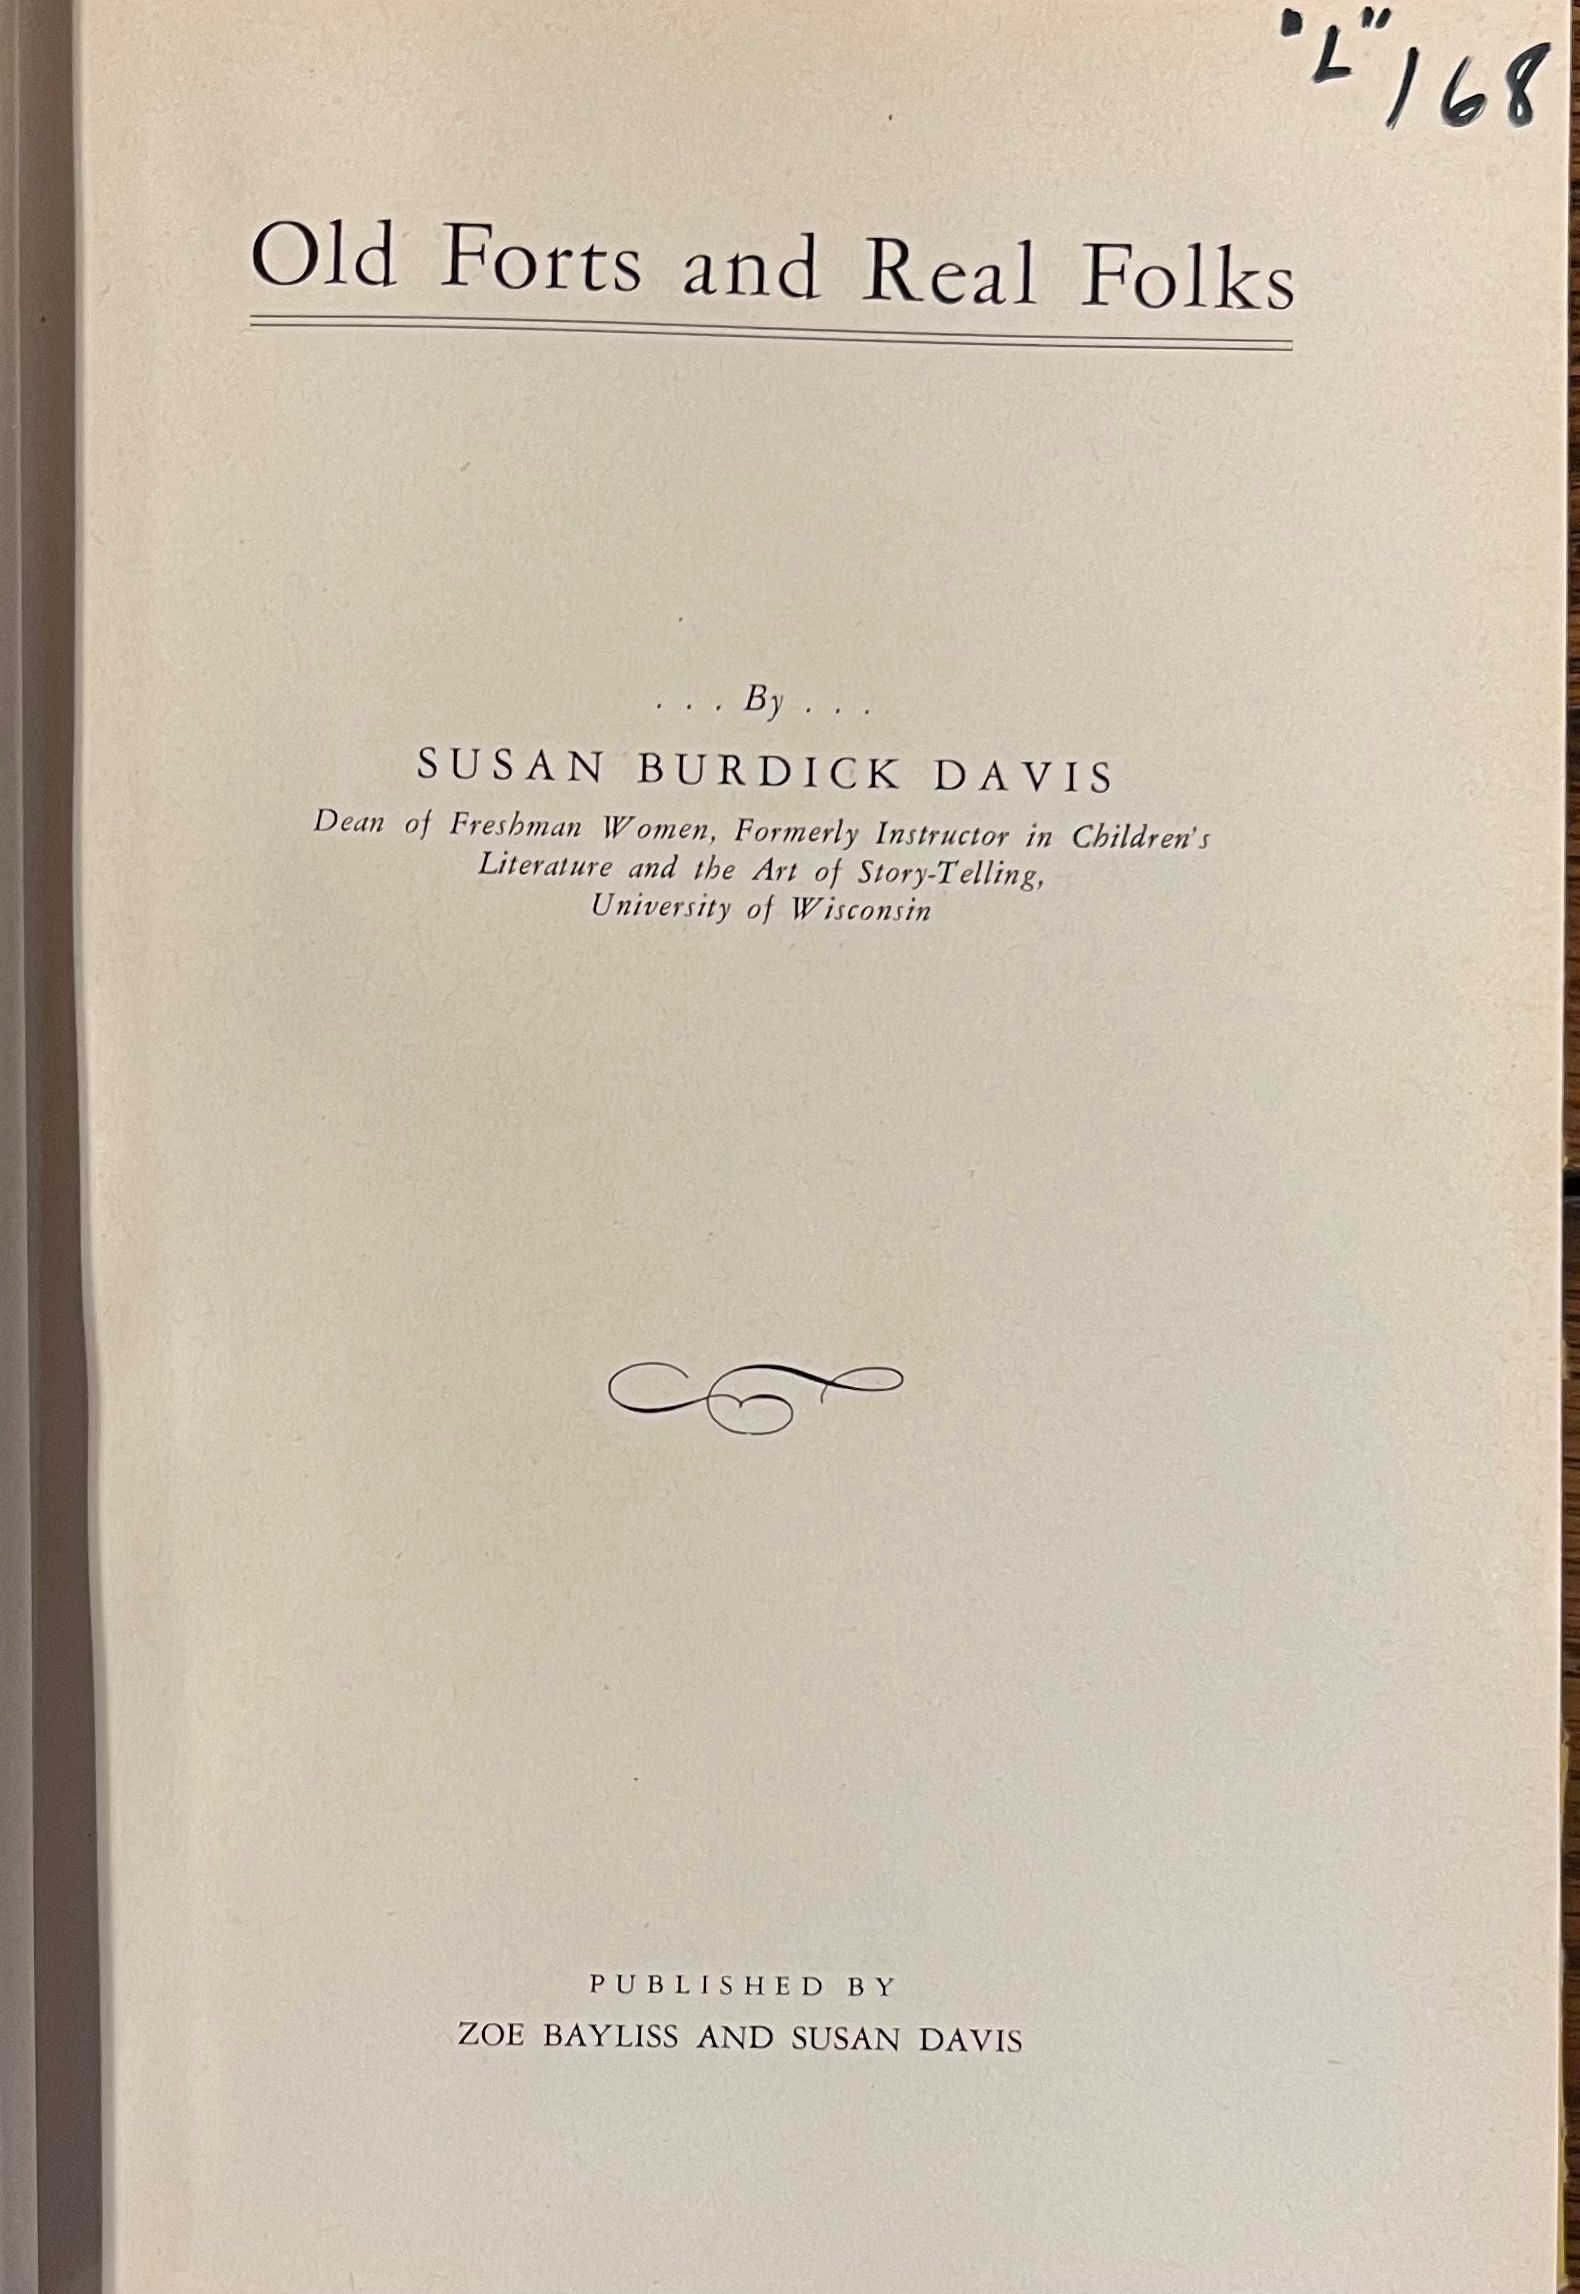 "L" 168
Old Forts and Real Folks
. . . By . . .
SUSAN BURDICK DAVIS
Dean of Freshman Women, Formerly Instructor in Children's
Literature and the Art of Story-Telling,
University of Wisconsin
PUBLISHED BY
ZOE BAYLISS AND SUSAN DAVIS